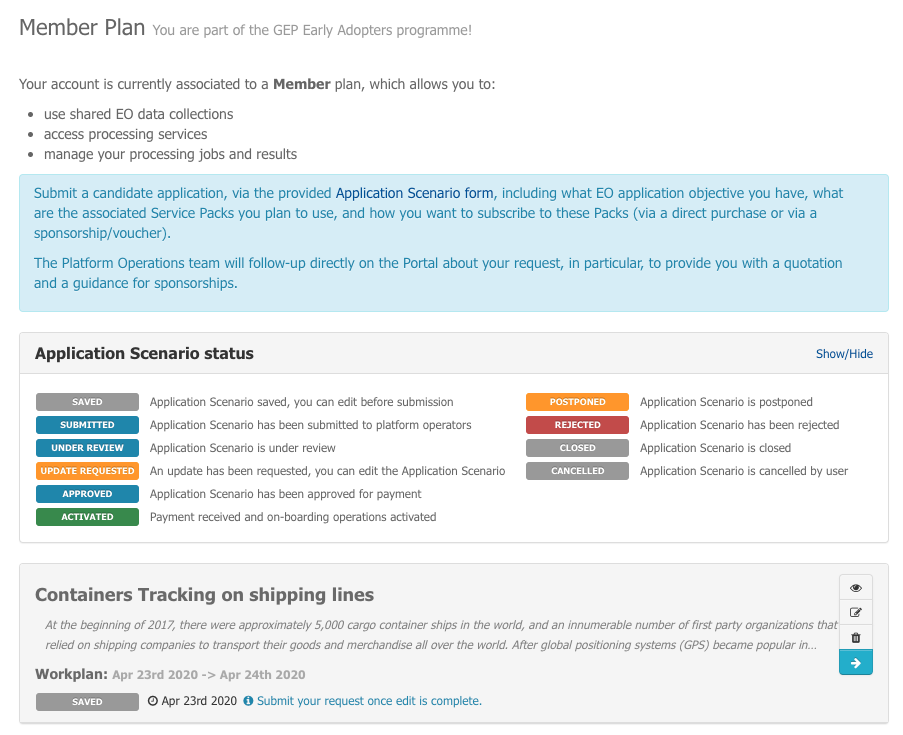 Member Plan You are part of the GEP Early Adopters programme!
Your account is currently associated to a Member plan, which allows you to:
• use shared EO data collections
• access processing services
• manage your processing jobs and results
Submit a candidate application, via the provided Application Scenario form, including what EO application objective you have, what
are the associated Service Packs you plan to use, and how you want to subscribe to these Packs (via a direct purchase or via a
sponsorship/voucher).
The Platform Operations team will follow-up directly on the Portal about your request, in particular, to provide you with a quotation
and a guidance for sponsorships.
Application Scenario status Show/Hide
SAVED Application Scenario saved, you can edit before submission
SUBMITTED Application Scenario has been submitted to platform operators
UNDER REVIEW Application Scenario is under review
UPDATE REQUESTED An update has been requested, you can edit the Application Scenario
APPROVED Application Scenario has been approved for payment
ACTIVATED Payment received and on-boarding operations activated
POSTPONED Application Scenario is postponed
REJECTED Application Scenario has been rejected
CLOSED Application Scenario is closed
CANCELLED Application Scenario is cancelled by user
Containers Tracking on shipping lines
At the beginning of 2017, there were approximately 5,000 cargo container ships in the world, and an innumerable number of first party organizations that
relied on shipping companies to transport their goods and merchandise all over the world. After global positioning systems (GPS) became popular in...
Workplan: Apr 23rd 2020 -> Apr 24th 2020
SAVED Apr 23rd 2020 Submit your request once edit is complete.